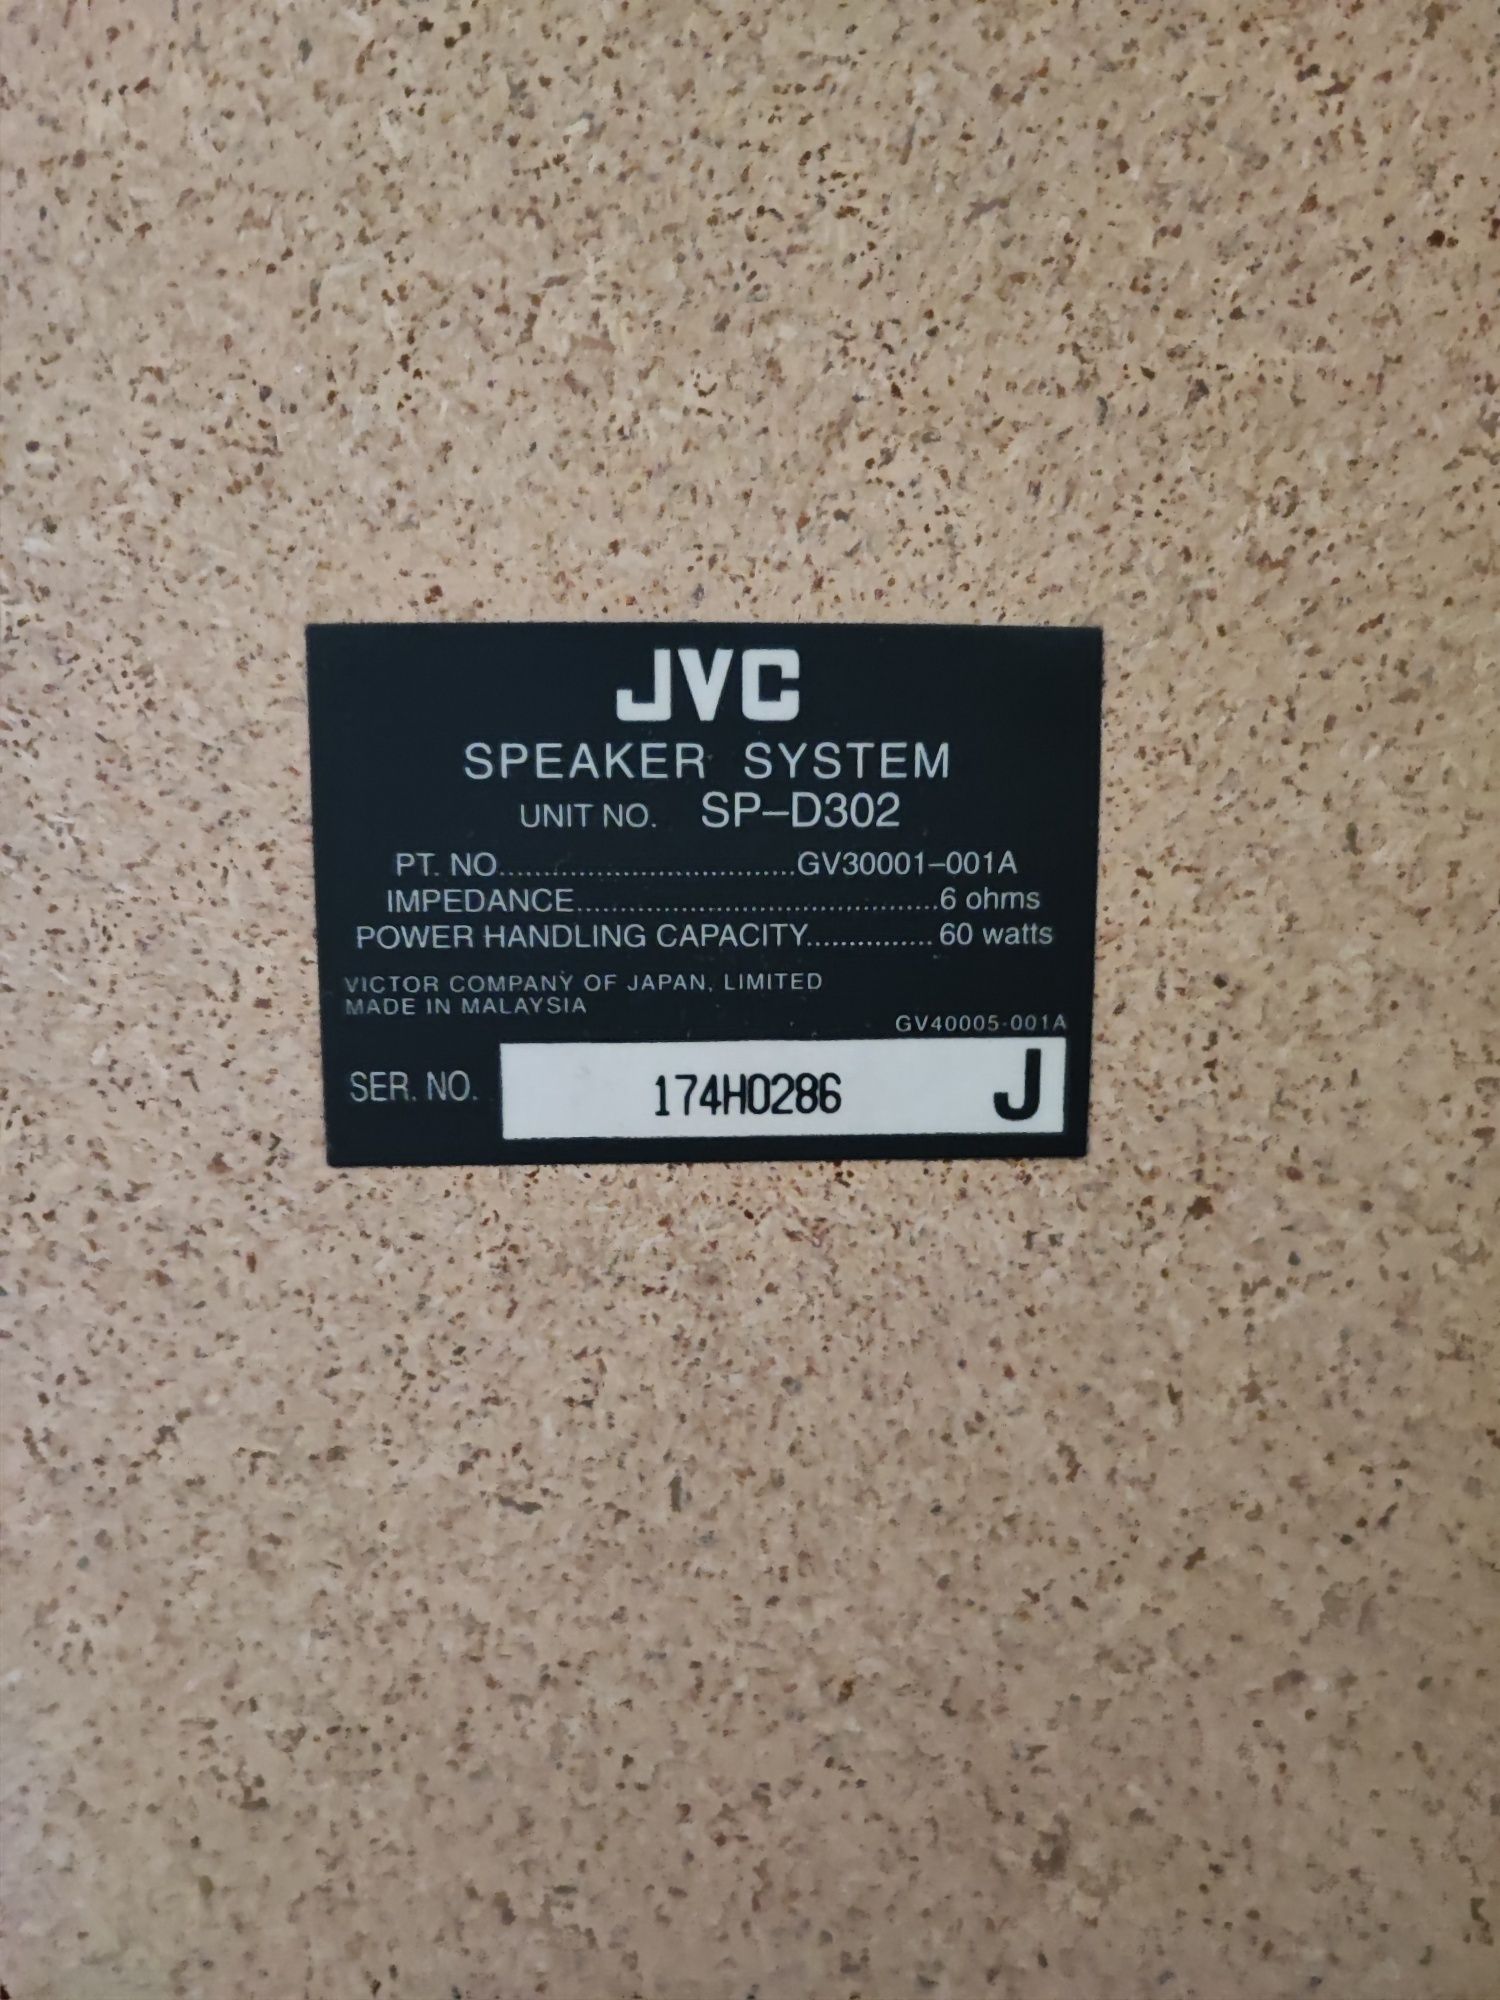 JVC
SPEAKER SYSTEM
UNIT NO. SP-D302
PT. NO..................................GV30001-001A
IMPEDANCE.........................................6 ohms
POWER HANDLING CAPACITY...............60 watts
VICTOR COMPANY OF JAPAN, LIMITED
MADE IN MALAYSIA
GV40005-001A
SER. NO. 174H0286 J